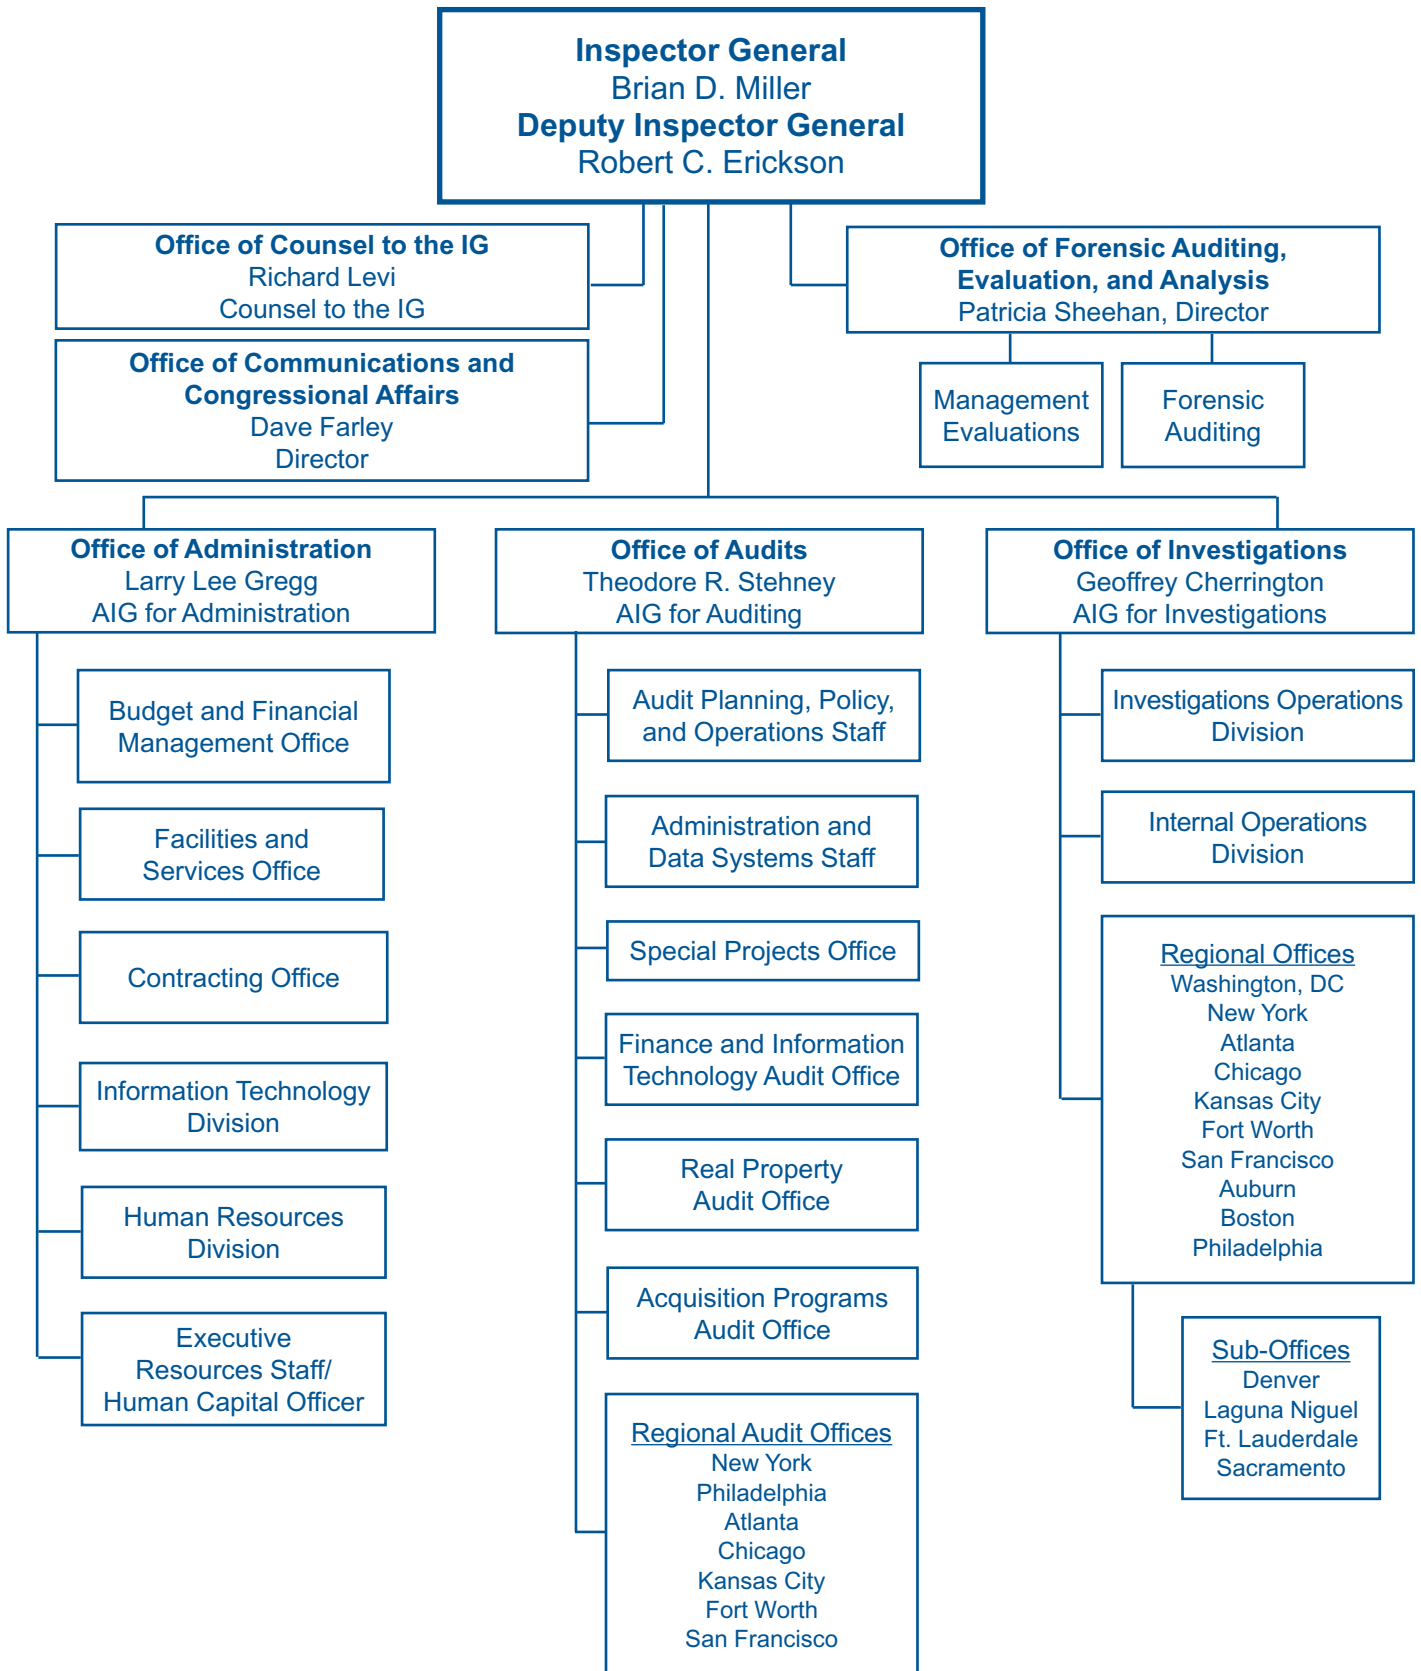 Inspector General
Brian D. Miller
Deputy Inspector General
Robert C. Erickson
Office of Counsel to the IG
Richard Levi
Counsel to the IG
Office of Communications and
Congressional Affairs
Dave Farley
Director
Office of Forensic Auditing,
Evaluation, and Analysis
Patricia Sheehan, Director
Management
Evaluations
Forensic
Auditing
Office of Administration
Larry Lee Gregg
AIG for Administration
Budget and Financial
Management Office
Facilities and
Services Office
Contracting Office
Information Technology
Division
Human Resources
Division
Executive
Resources Staff/
Human Capital Officer
Office of Audits
Theodore R. Stehney
AIG for Auditing
Audit Planning, Policy,
and Operations Staff
Administration and
Data Systems Staff
Special Projects Office
Finance and Information
Technology Audit Office
Real Property
Audit Office
Acquisition Programs
Audit Office
Regional Audit Offices
New York
Philadelphia
Atlanta
Chicago
Kansas City
Fort Worth
San Francisco
Office of Investigations
Geoffrey Cherrington
AIG for Investigations
Investigations Operations
Division
Internal Operations
Division
Regional Offices
Washington, DC
New York
Atlanta
Chicago
Kansas City
Fort Worth
San Francisco
Auburn
Boston
Philadelphia
Sub-Offices
Denver
Laguna Niguel
Ft. Lauderdale
Sacramento